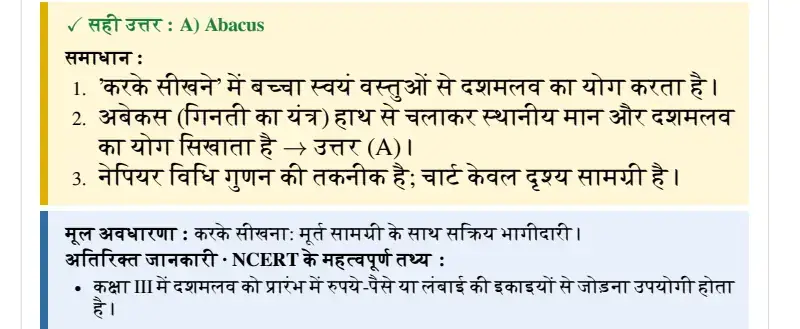 ✓ सही उत्तर : A) Abacus
समाधान :
1. 'करके सीखने' में बच्चा स्वयं वस्तुओं से दशमलव का योग करता है।
2. अबेकस (गिनती का यंत्र) हाथ से चलाकर स्थानीय मान और दशमलव
का योग सिखाता है → उत्तर (A)।
3. नेपियर विधि गुणन की तकनीक है; चार्ट केवल दृश्य सामग्री है।
मूल अवधारणा : करके सीखना: मूर्त सामग्री के साथ सक्रिय भागीदारी।
अतिरिक्त जानकारी · NCERT के महत्वपूर्ण तथ्य :
• कक्षा III में दशमलव को प्रारंभ में रुपये-पैसे या लंबाई की इकाइयों से जोड़ना उपयोगी होता
है।